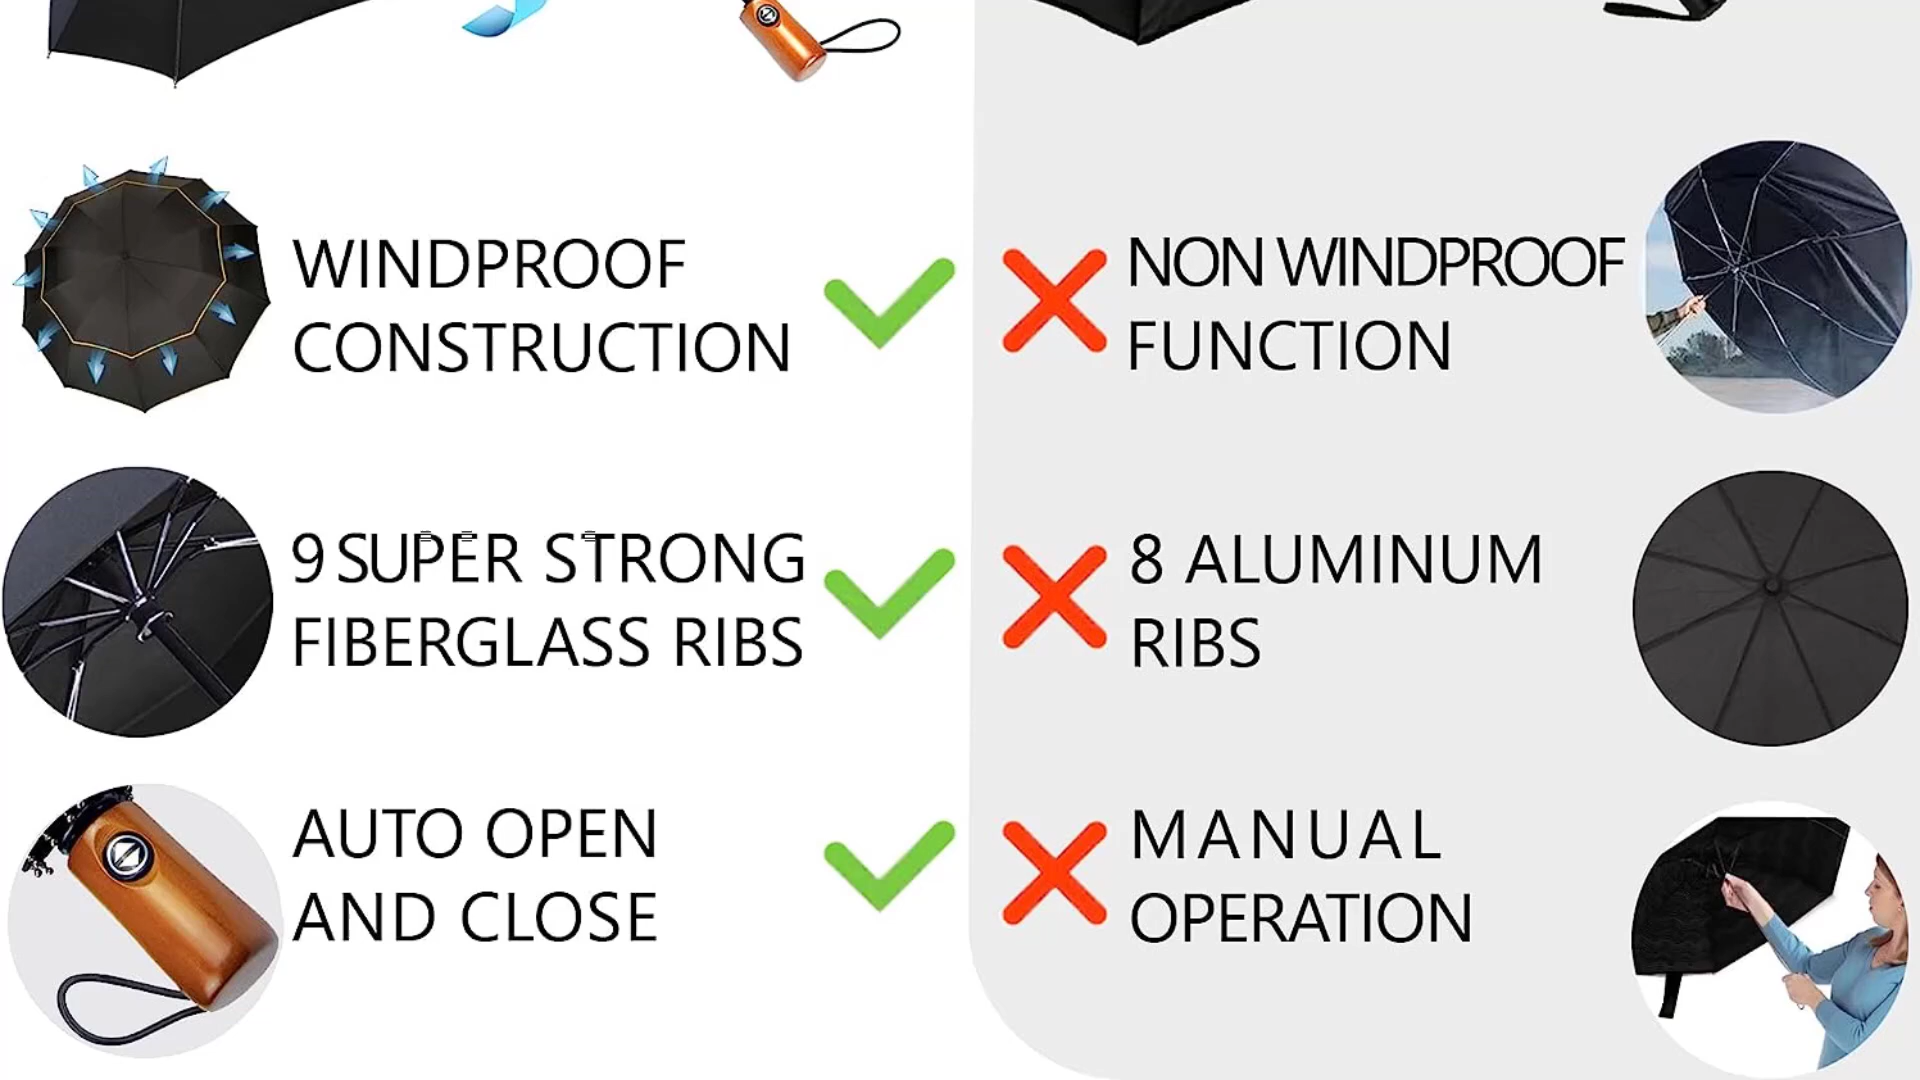 WINDPROOF
CONSTRUCTION
NON WINDPROOF
FUNCTION
9 SUPER STRONG
FIBERGLASS RIBS
8 ALUMINUM
RIBS
AUTO OPEN
AND CLOSE
MANUAL
OPERATION